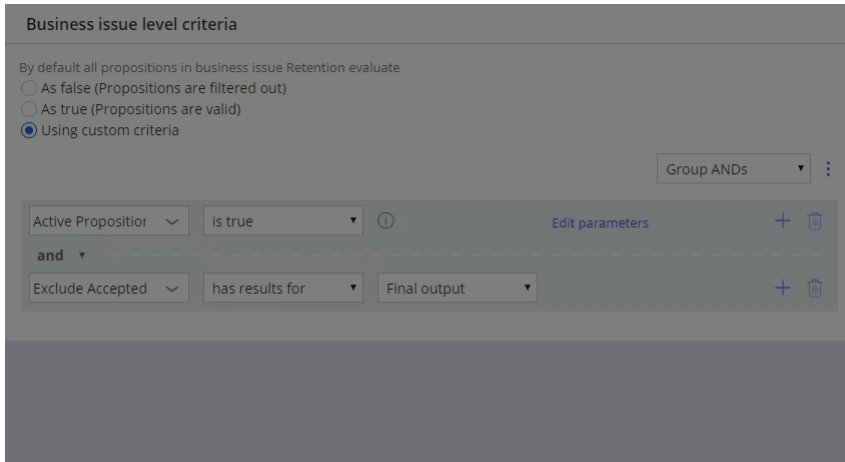 Business issue level criteria
By default all propositions in business issue Retention evaluate
As false (Propositions are filtered out)
As true (Propositions are valid)
Using custom criteria
Group ANDs
Active Proposition is true Edit parameters
and
Exclude Accepted has results for Final output